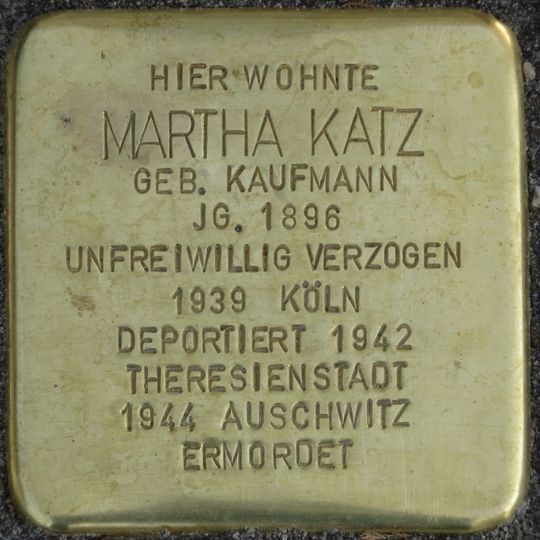 HIER WOHNTE
MARTHA KATZ
GEB. KAUFMANN
JG. 1896
UNFREIWILLIG VERZOGEN
1939 KÖLN
DEPORTIERT 1942
THERESIENSTADT
1944 AUSCHWITZ
ERMORDET